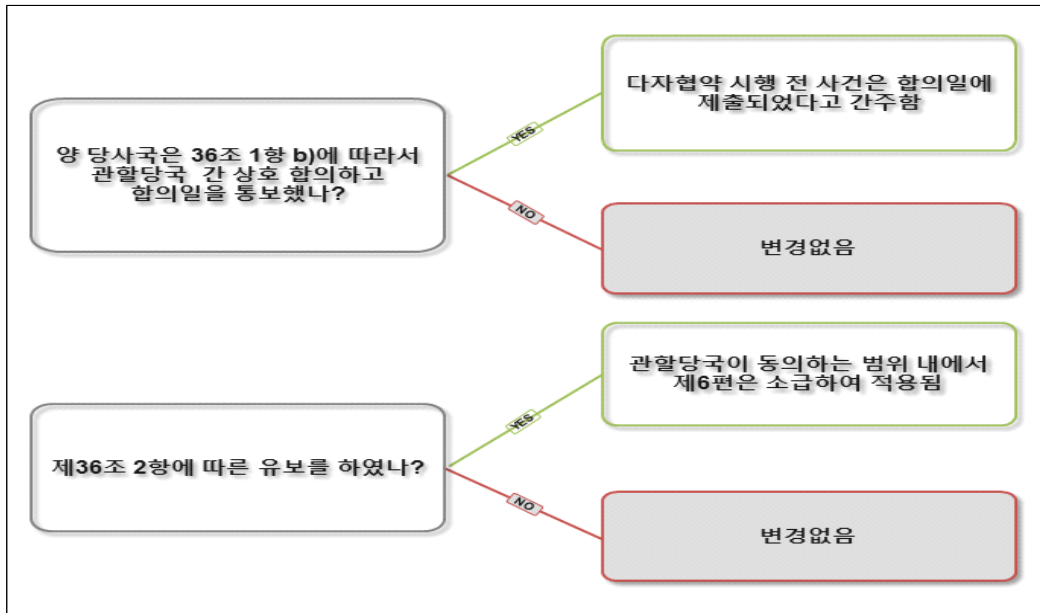 양 당사국은 36조 1항 b)에 따라서
관할당국 간 상호 합의하고
합의일을 통보했나?
YES
다자협약 시행 전 사건은 합의일에
제출되었다고 간주함
NO
변경없음
제36조 2항에 따른 유보를 하였나?
YES
관할당국이 동의하는 범위 내에서
제6편은 소급하여 적용됨
NO
변경없음